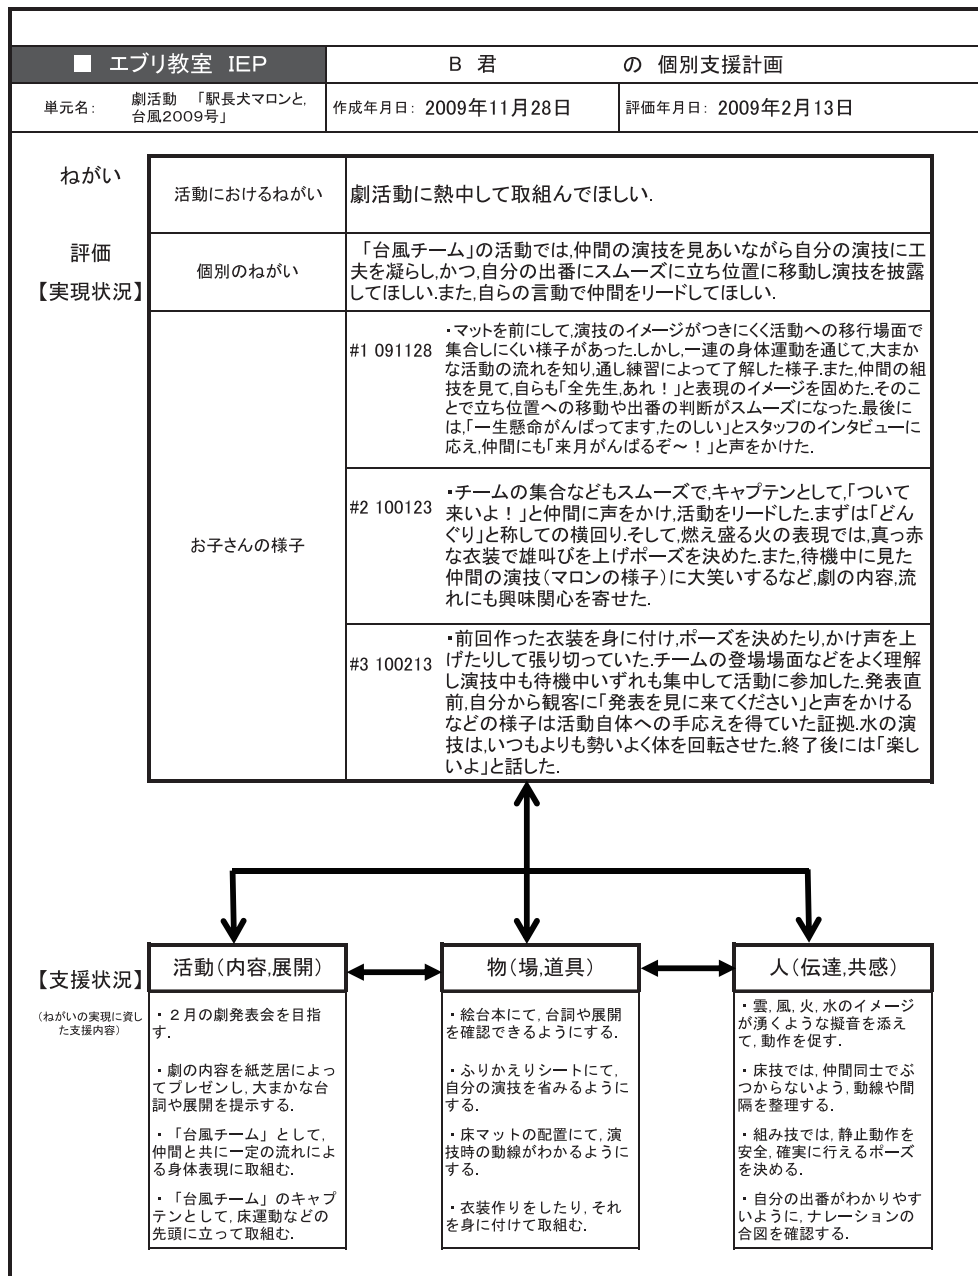 ■ エブリ教室 IEP
B 君 の 個別支援計画
単元名: 劇活動 「駅長犬マロンと,
台風2009号」
作成年月日: 2009年11月28日
評価年月日: 2009年2月13日
ねがい
活動におけるねがい
劇活動に熱中して取組んでほしい.
評価
【実現状況】
個別のねがい
「台風チーム」の活動では,仲間の演技を見あいながら自分の演技に工
夫を凝らし,かつ,自分の出番にスムーズに立ち位置に移動し演技を披露
してほしい.また,自らの言動で仲間をリードしてほしい.
お子さんの様子
#1 091128
・マットを前にして,演技のイメージがつきにくく活動への移行場面で
集合しにくい様子があった.しかし,一連の身体運動を通じて,大まか
な活動の流れを知り,通し練習によって了解した様子.また,仲間の組
技を見て,自らも「全先生,あれ！」と表現のイメージを固めた.そのこ
とで立ち位置への移動や出番の判断がスムーズになった.最後に
は,「一生懸命がんばってます,たのしい」とスタッフのインタビューに
応え,仲間にも「来月がんばるぞ～！」と声をかけた.
#2 100123
・チームの集合などもスムーズで,キャプテンとして,「ついて
来いよ！」と仲間に声をかけ,活動をリードした.まずは「どん
ぐり」と称しての横回り.そして,燃え盛る火の表現では,真っ赤
な衣装で雄叫びを上げポーズを決めた.また,待機中に見た
仲間の演技(マロンの様子)に大笑いするなど,劇の内容,流
れにも興味関心を寄せた.
#3 100213
・前回作った衣装を身に付け,ポーズを決めたり,かけ声を上
げたりして張り切っていた.チームの登場場面などをよく理解
し演技中も待機中いずれも集中して活動に参加した.発表直
前,自分から観客に「発表を見に来てください」と声をかける
などの様子は活動自体への手応えを得ていた証拠.水の演
技は,いつもよりも勢いよく体を回転させた.終了後には「楽し
いよ」と話した.
【支援状況】
(ねがいの実現に資し
た支援内容)
活動(内容,展開)
・２月の劇発表会を目指
す.
・劇の内容を紙芝居によっ
てプレゼンし,大まかな台
詞や展開を提示する.
・「台風チーム」として,
仲間と共に一定の流れによ
る身体表現に取組む.
・「台風チーム」のキャプ
テンとして,床運動などの
先頭に立って取組む.
物(場,道具)
・絵台本にて,台詞や展開
を確認できるようにする.
・ふりかえりシートにて,
自分の演技を省みるように
する.
・床マットの配置にて,演
技時の動線がわかるように
する.
・衣装作りをしたり,それ
を身に付けて取組む.
人(伝達,共感)
・雲,風,火,水のイメージ
が湧くような擬音を添え
て,動作を促す.
・床技では,仲間同士でぶ
つからないよう,動線や間
隔を整理する.
・組み技では,静止動作を
安全,確実に行えるポーズ
を決める.
・自分の出番がわかりやす
いように,ナレーションの
合図を確認する.